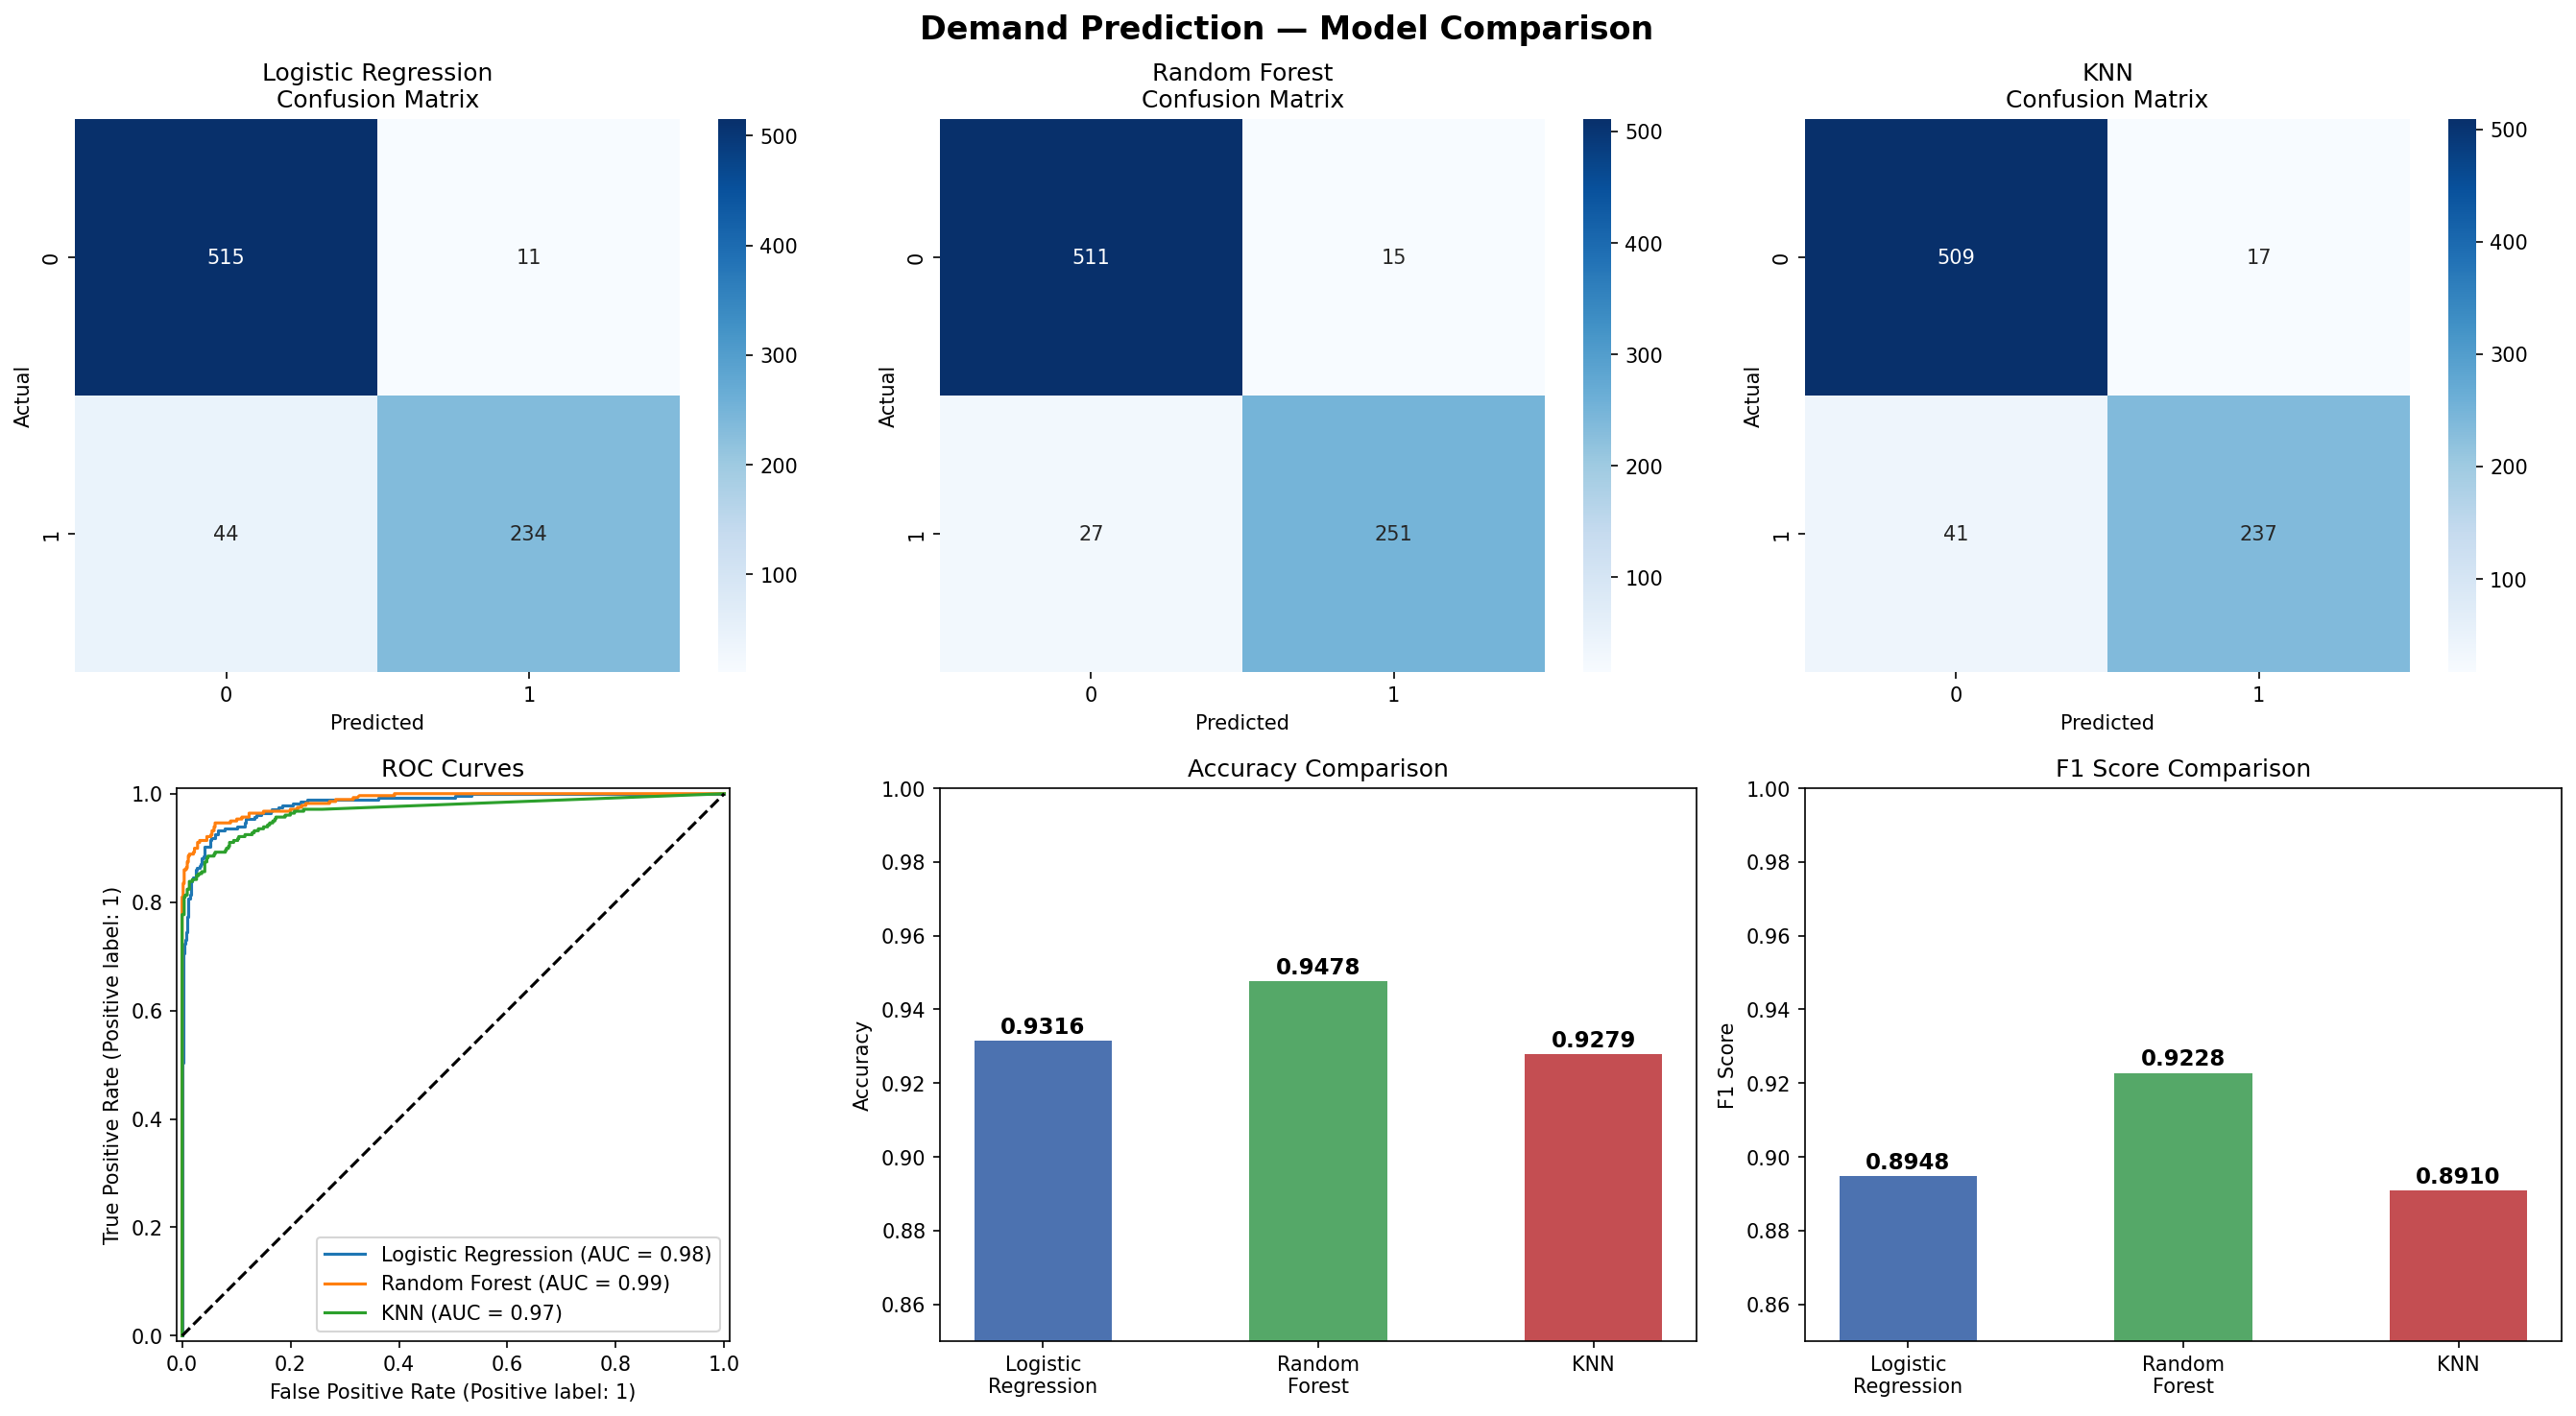 Demand Prediction — Model Comparison
Logistic Regression
Confusion Matrix
0
1
Actual
515
11
44
234
0
1
Predicted
500
400
300
200
100
Random Forest
Confusion Matrix
0
1
Actual
511
15
27
251
0
1
Predicted
500
400
300
200
100
KNN
Confusion Matrix
0
1
Actual
509
17
41
237
0
1
Predicted
500
400
300
200
100
ROC Curves
True Positive Rate (Positive label: 1)
1.0
0.8
0.6
0.4
0.2
0.0
Logistic Regression (AUC = 0.98)
Random Forest (AUC = 0.99)
KNN (AUC = 0.97)
0.0
0.2
0.4
0.6
0.8
1.0
False Positive Rate (Positive label: 1)
Accuracy Comparison
Accuracy
1.00
0.98
0.96
0.94
0.92
0.90
0.88
0.86
0.9316
0.9478
0.9279
Logistic
Regression
Random
Forest
KNN
F1 Score Comparison
F1 Score
1.00
0.98
0.96
0.94
0.92
0.90
0.88
0.86
0.8948
0.9228
0.8910
Logistic
Regression
Random
Forest
KNN